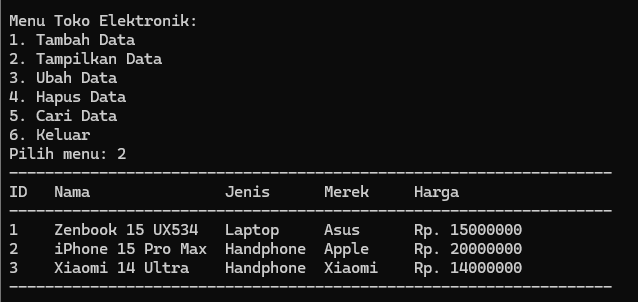 Menu Toko Elektronik:
1. Tambah Data
2. Tampilkan Data
3. Ubah Data
4. Hapus Data
5. Cari Data
6. Keluar
Pilih menu: 2
-------------------------------------------------------------------
ID   Nama               Jenis      Merek     Harga
-------------------------------------------------------------------
1    Zenbook 15 UX534   Laptop     Asus      Rp. 15000000
2    iPhone 15 Pro Max  Handphone  Apple     Rp. 20000000
3    Xiaomi 14 Ultra    Handphone  Xiaomi    Rp. 14000000
-------------------------------------------------------------------